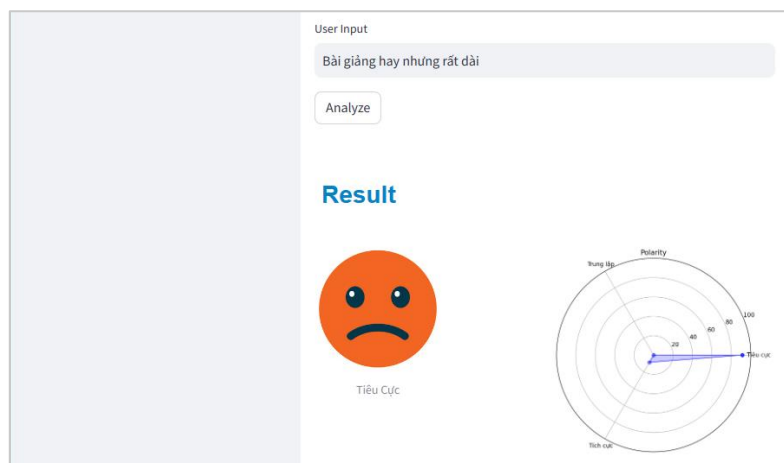 User Input
Bài giảng hay nhưng rất dài
Analyze
Result
Polarity
Trung lập
100
80
60
40
20
Tiêu cực
Tiêu Cực
Tích cực